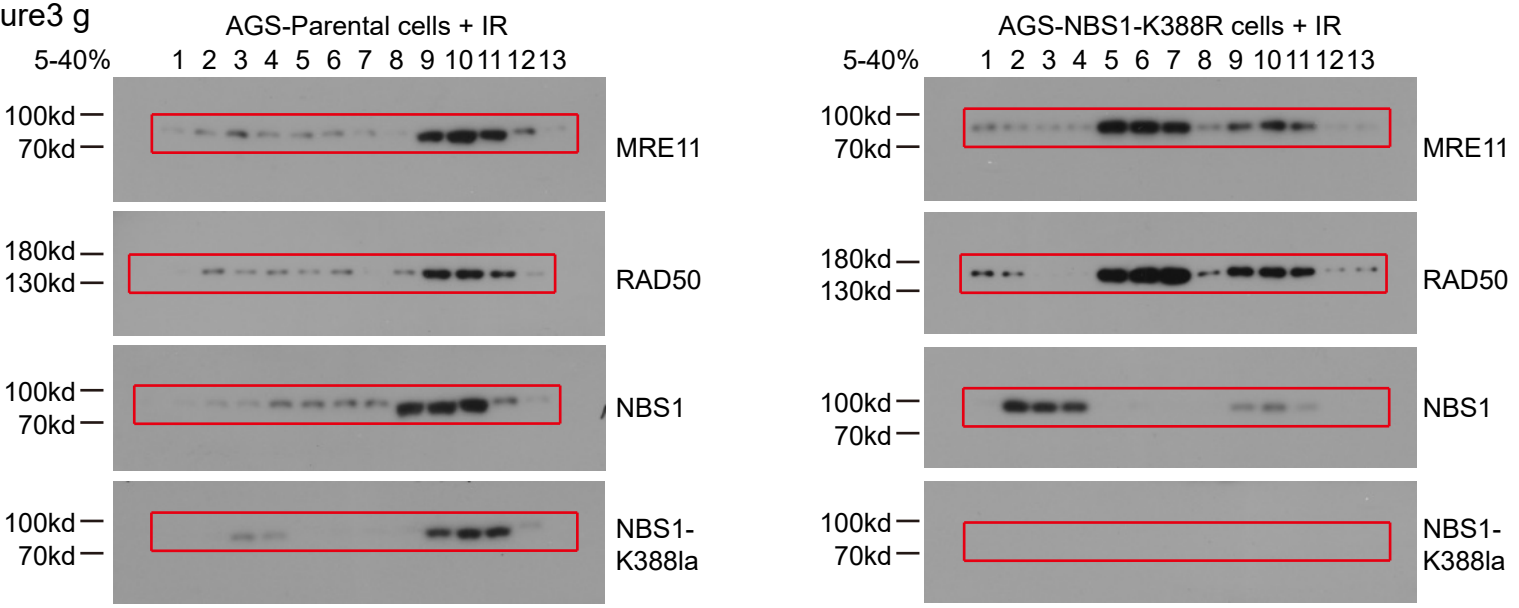 ure3 g
AGS-Parental cells + IR
5-40% 1 2 3 4 5 6 7 8 9 10 11 12 13
100kd
70kd
MRE11
180kd
130kd
RAD50
100kd
70kd
NBS1
100kd
70kd
NBS1-
K388la
AGS-NBS1-K388R cells + IR
5-40% 1 2 3 4 5 6 7 8 9 10 11 12 13
100kd
70kd
MRE11
180kd
130kd
RAD50
100kd
70kd
NBS1
100kd
70kd
NBS1-
K388la